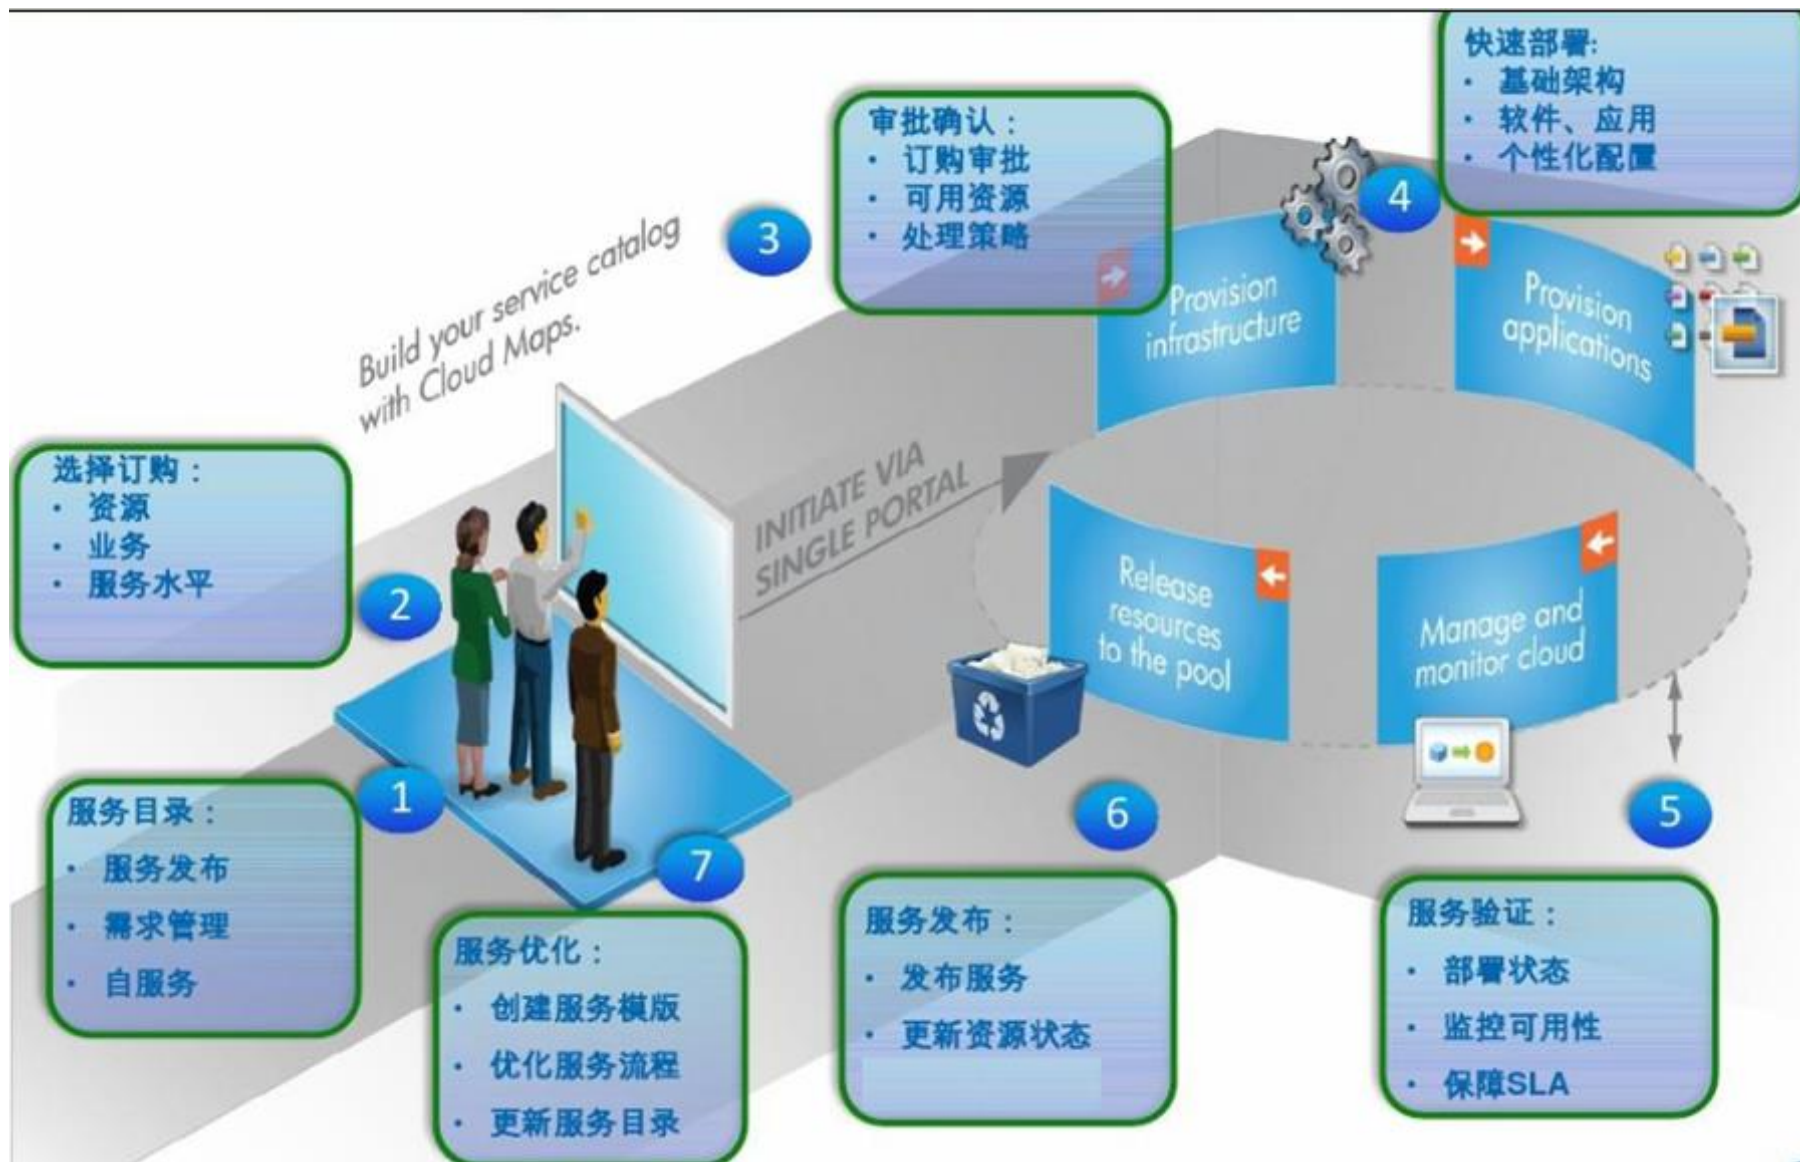 快速部署:
· 基础架构
· 软件、应用
· 个性化配置
审批确认：
· 订购审批
· 可用资源
· 处理策略
3
4
Build your service catalog
with Cloud Maps.
Provision
infrastructure
Provision
applications
选择订购：
· 资源
· 业务
· 服务水平
2
INITIATE VIA
SINGLE PORTAL
Release
resources
to the pool
Manage and
monitor cloud
1
服务目录：
· 服务发布
· 需求管理
· 自服务
7
服务优化：
· 创建服务模版
· 优化服务流程
· 更新服务目录
6
服务发布：
· 发布服务
· 更新资源状态
5
服务验证：
· 部署状态
· 监控可用性
· 保障SLA